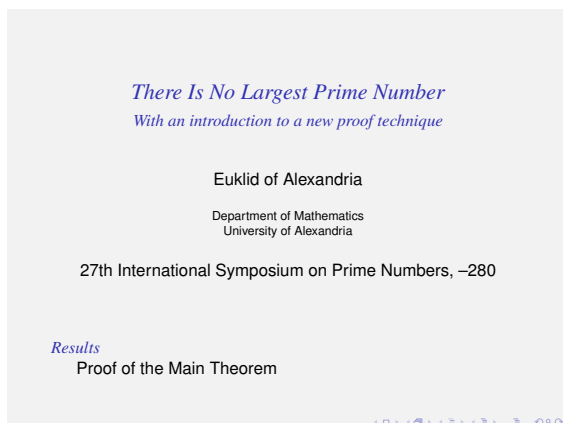 There Is No Largest Prime Number
With an introduction to a new proof technique
Euklid of Alexandria
Department of Mathematics
University of Alexandria
27th International Symposium on Prime Numbers, –280
Results
Proof of the Main Theorem